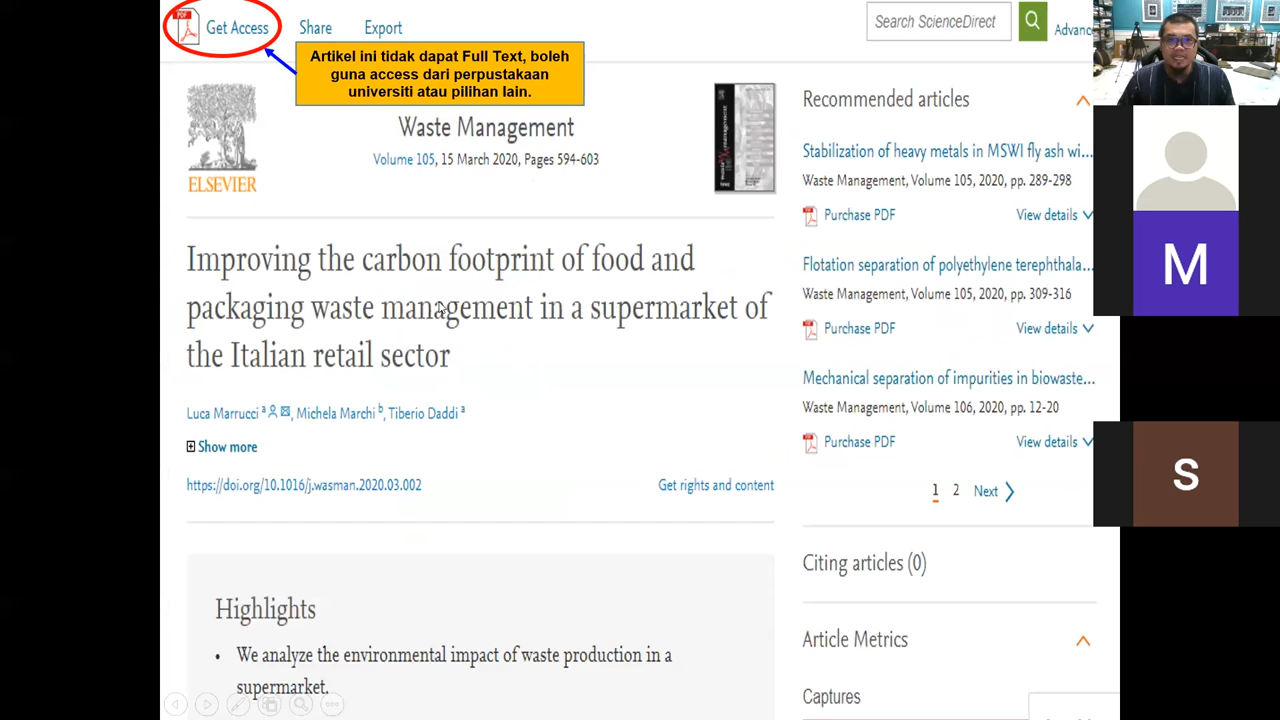 Get Access
Share
Export
Search ScienceDirect
Advanc
Artikel ini tidak dapat Full Text, boleh
guna access dari perpustakaan
universiti atau pilihan lain.
ELSEVIER
Waste Management
Volume 105, 15 March 2020, Pages 594-603
Improving the carbon footprint of food and
packaging waste management in a supermarket of
the Italian retail sector
Luca Marrucci a, Michela Marchi b, Tiberio Daddi a
Show more
https://doi.org/10.1016/j.wasman.2020.03.002
Get rights and content
Highlights
• We analyze the environmental impact of waste production in a
supermarket.
Recommended articles
Stabilization of heavy metals in MSWI fly ash wi...
Waste Management, Volume 105, 2020, pp. 289-298
Purchase PDF
View details
Flotation separation of polyethylene terephthala...
Waste Management, Volume 105, 2020, pp. 309-316
Purchase PDF
View details
Mechanical separation of impurities in biowaste...
Waste Management, Volume 106, 2020, pp. 12-20
Purchase PDF
View details
1 2 Next
Citing articles (0)
Article Metrics
Captures
M
S